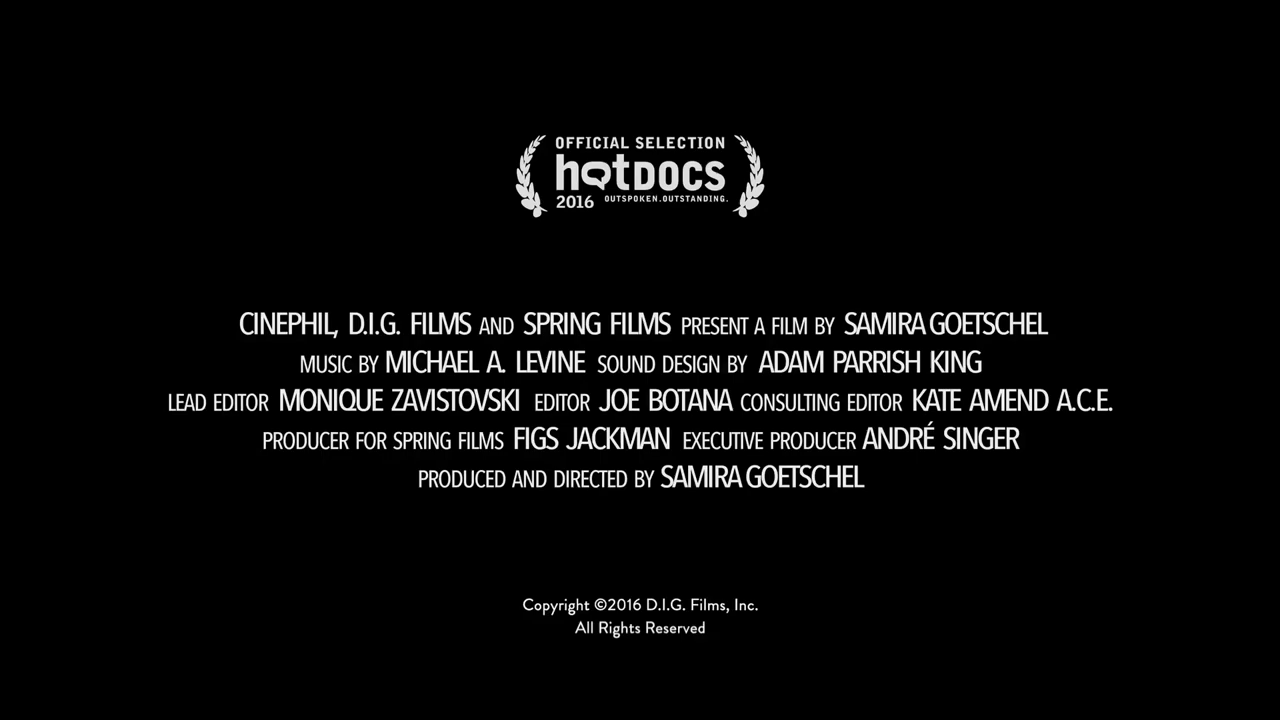 OFFICIAL SELECTION
hotDOCS
2016 OUTSPOKEN.OUTSTANDING.
CINEPHIL, D.I.G. FILMS AND SPRING FILMS PRESENT A FILM BY SAMIRA GOETSCHEL
MUSIC BY MICHAEL A. LEVINE SOUND DESIGN BY ADAM PARRISH KING
LEAD EDITOR MONIQUE ZAVISTOVSKI EDITOR JOE BOTANA CONSULTING EDITOR KATE AMEND A.C.E.
PRODUCER FOR SPRING FILMS FIGS JACKMAN EXECUTIVE PRODUCER ANDRÉ SINGER
PRODUCED AND DIRECTED BY SAMIRA GOETSCHEL
Copyright ©2016 D.I.G. Films, Inc.
All Rights Reserved